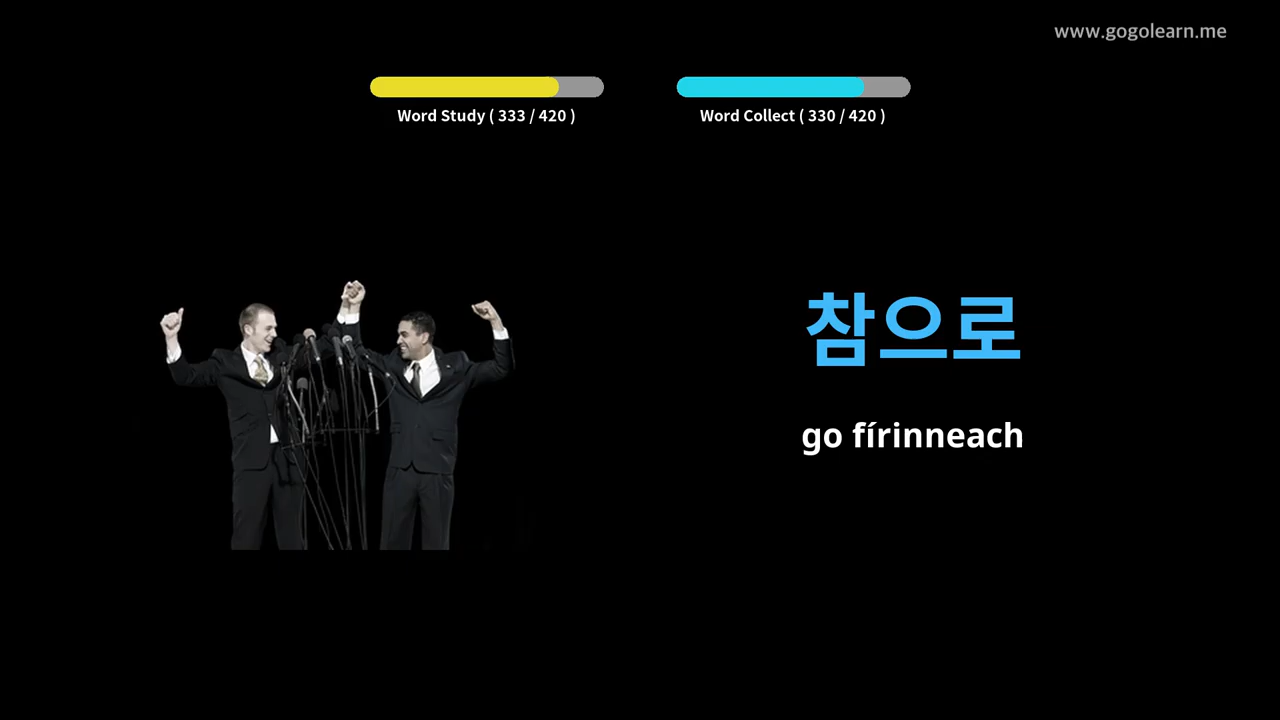 www.gogolearn.me
Word Study ( 333 / 420 )
Word Collect ( 330 / 420 )
참으로
go fírinneach